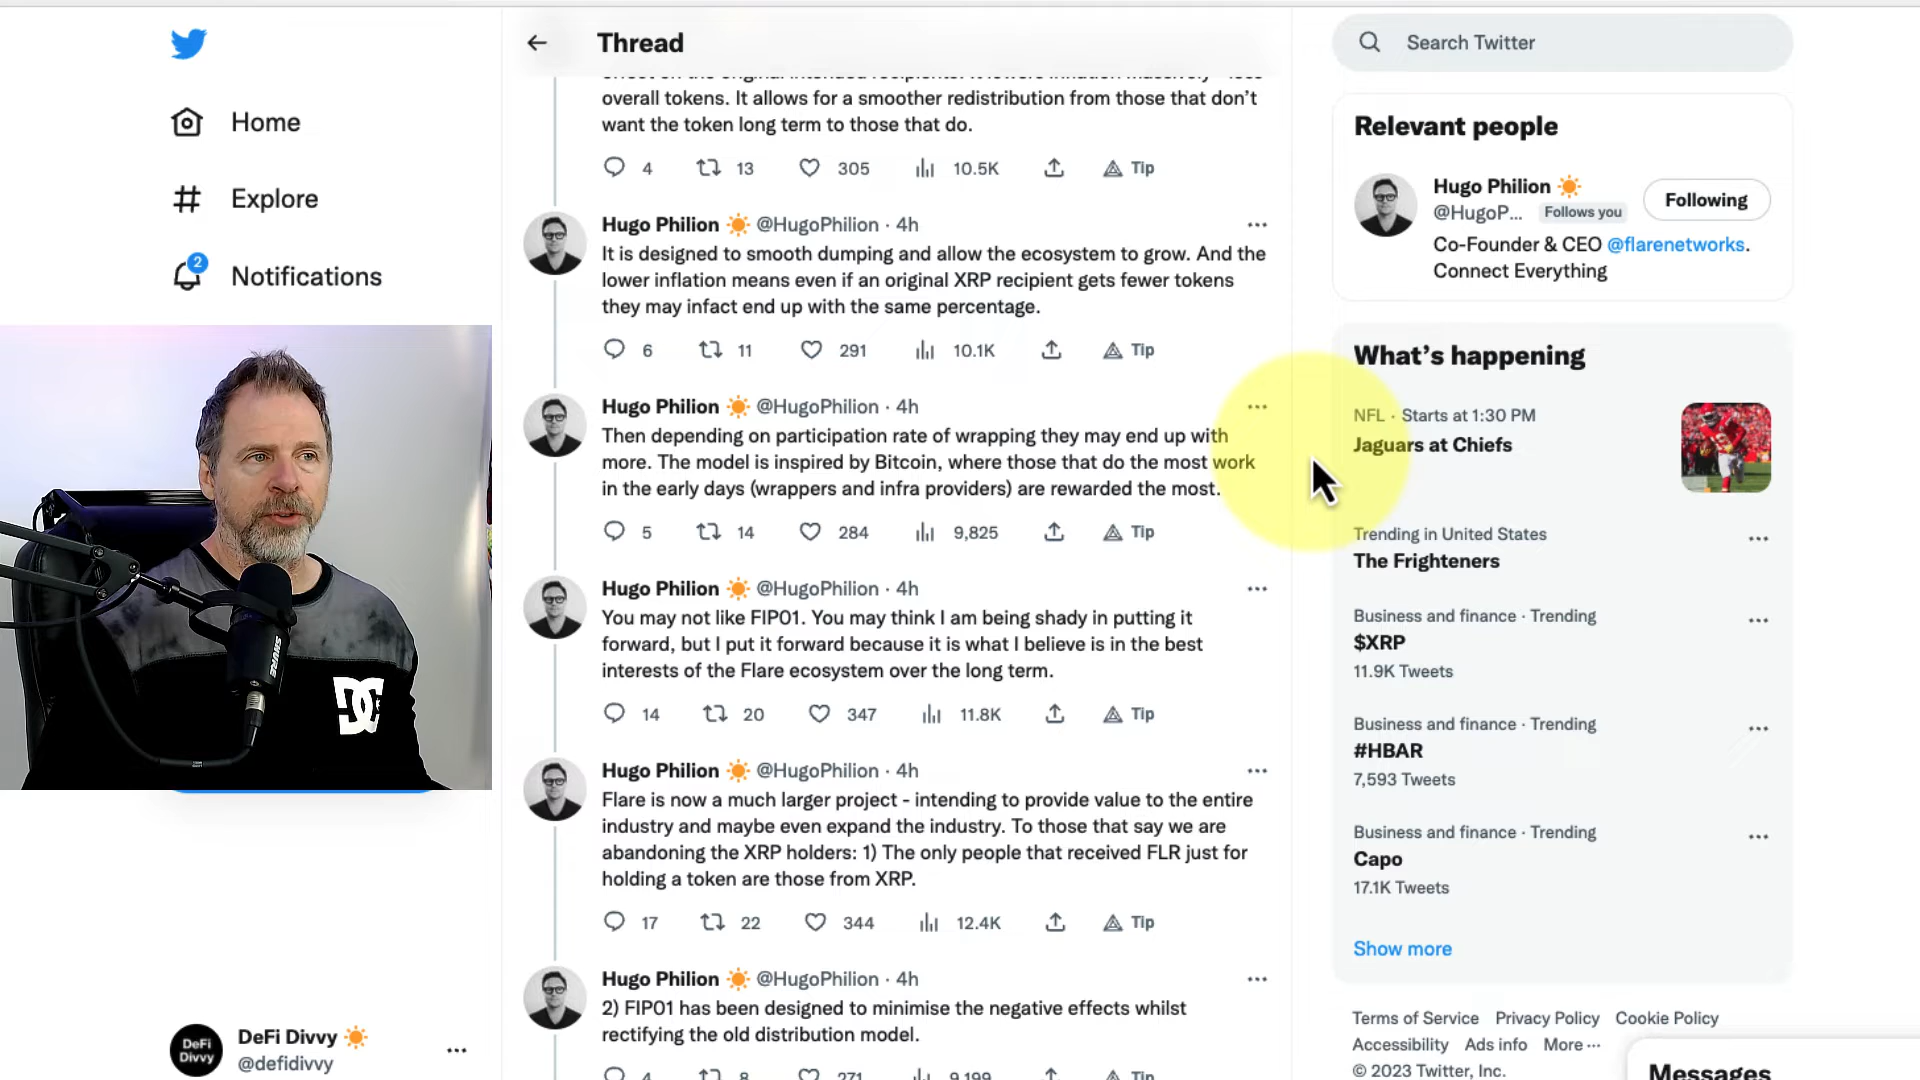 Thread
Search Twitter
Home
Explore
2
Notifications
overall tokens. It allows for a smoother redistribution from those that don't
want the token long term to those that do.
4 13 305 10.5K Tip
Hugo Philion @HugoPhilion · 4h
It is designed to smooth dumping and allow the ecosystem to grow. And the
lower inflation means even if an original XRP recipient gets fewer tokens
they may infact end up with the same percentage.
6 11 291 10.1K Tip
Hugo Philion @HugoPhilion · 4h
Then depending on participation rate of wrapping they may end up with
more. The model is inspired by Bitcoin, where those that do the most work
in the early days (wrappers and infra providers) are rewarded the most.
5 14 284 9,825 Tip
Hugo Philion @HugoPhilion · 4h
You may not like FIP01. You may think I am being shady in putting it
forward, but I put it forward because it is what I believe is in the best
interests of the Flare ecosystem over the long term.
14 20 347 11.8K Tip
Hugo Philion @HugoPhilion · 4h
Flare is now a much larger project - intending to provide value to the entire
industry and maybe even expand the industry. To those that say we are
abandoning the XRP holders: 1) The only people that received FLR just for
holding a token are those from XRP.
17 22 344 12.4K Tip
Hugo Philion @HugoPhilion · 4h
2) FIP01 has been designed to minimise the negative effects whilst
rectifying the old distribution model.
4 8 271 9,199 Tip
Relevant people
Hugo Philion
@HugoP... Follows you
Following
Co-Founder & CEO @flarenetworks.
Connect Everything
What's happening
NFL · Starts at 1:30 PM
Jaguars at Chiefs
Trending in United States
The Frighteners
Business and finance · Trending
$XRP
11.9K Tweets
Business and finance · Trending
#HBAR
7,593 Tweets
Business and finance · Trending
Capo
17.1K Tweets
Show more
Terms of Service Privacy Policy Cookie Policy
Accessibility Ads info More ...
© 2023 Twitter, Inc.
Messages
SHURE
DC
DeFi
Divvy
DeFi Divvy
@defidivvy